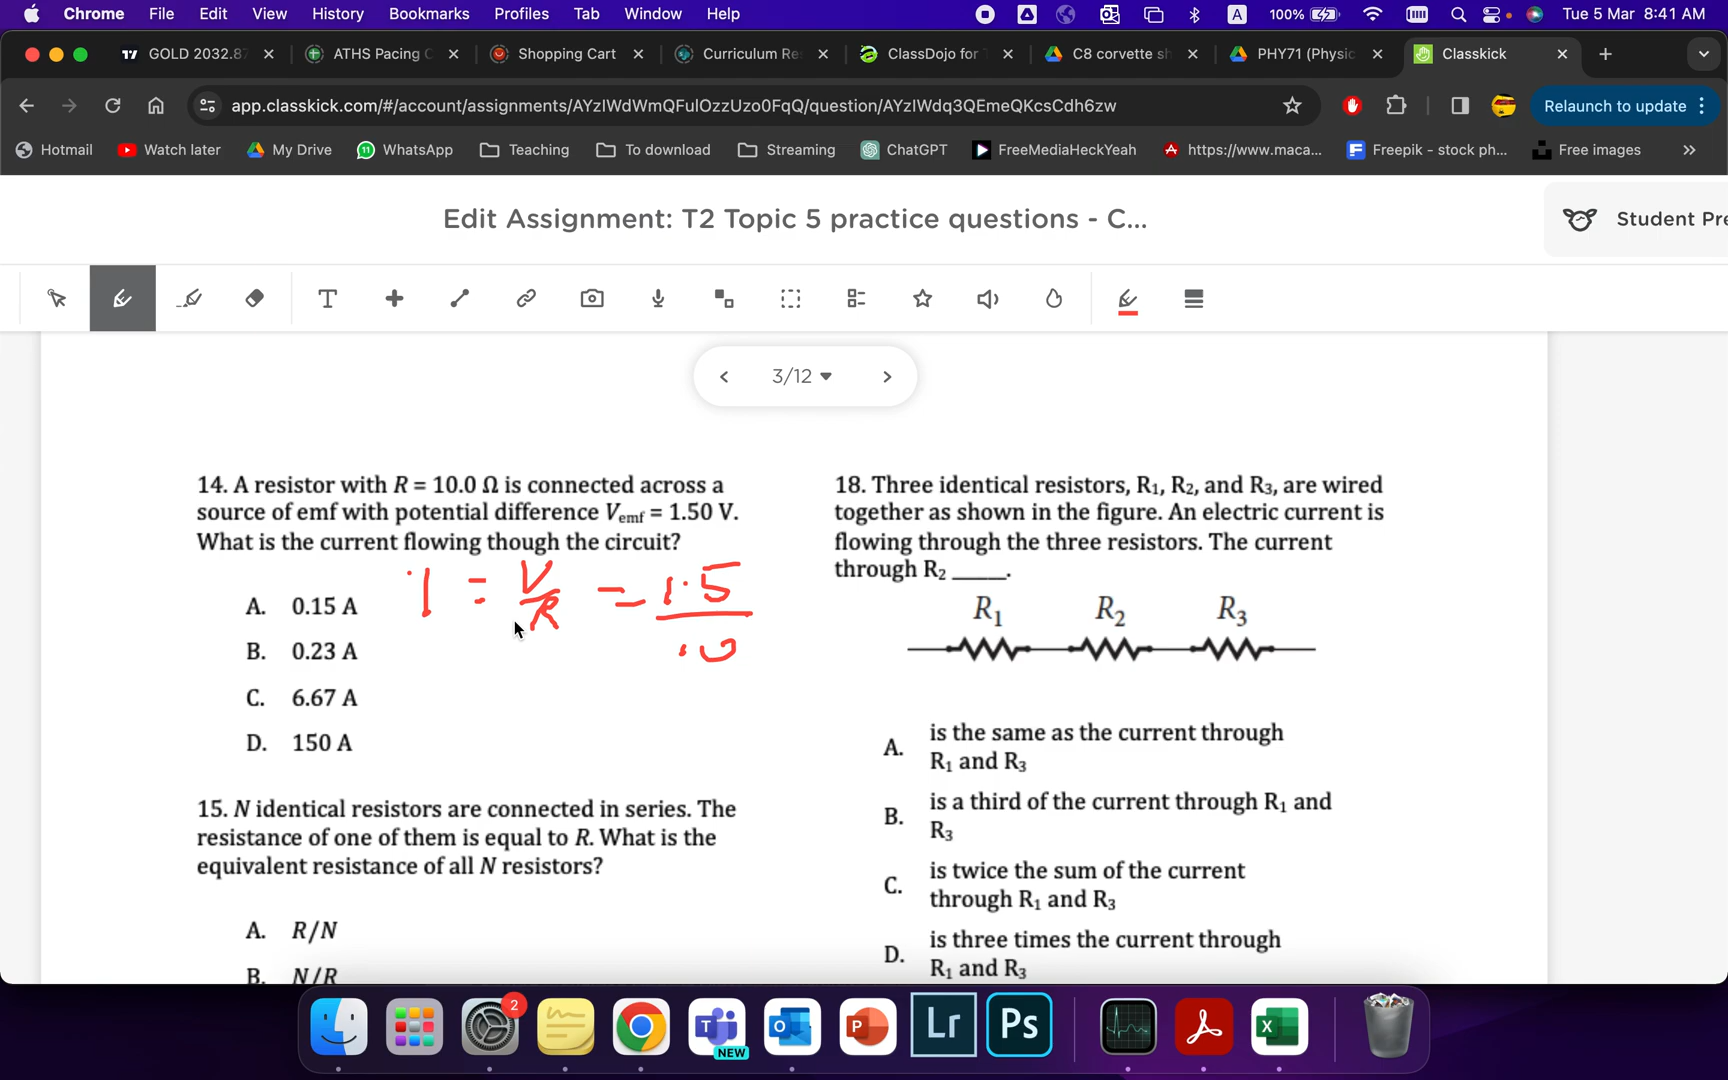 Chrome File Edit View History Bookmarks Profiles Tab Window Help A 100% Tue 5 Mar 8:41 AM
GOLD 2032.87 ATHS Pacing Shopping Cart Curriculum Re ClassDojo for C8 corvette sh PHY71 (Physic Classkick
app.classkick.com/#/account/assignments/AYzIWdWmQFulOzzUzo0FqQ/question/AYzIWdq3QEmeQKcsCdh6zw Relaunch to update
Hotmail Watch later My Drive 11 WhatsApp Teaching To download Streaming ChatGPT FreeMediaHeckYeah https://www.maca... Freepik - stock ph... Free images »
Edit Assignment: T2 Topic 5 practice questions - C...
Student Pre
T
3/12
14. A resistor with R = 10.0 Ω is connected across a
source of emf with potential difference Vemf = 1.50 V.
What is the current flowing though the circuit?
I = V/R = 1.5/10
A. 0.15 A
B. 0.23 A
C. 6.67 A
D. 150 A
15. N identical resistors are connected in series. The
resistance of one of them is equal to R. What is the
equivalent resistance of all N resistors?
A. R/N
B. N/R
18. Three identical resistors, R₁, R₂, and R₃, are wired
together as shown in the figure. An electric current is
flowing through the three resistors. The current
through R₂ _____.
R₁ R₂ R₃
A. is the same as the current through
R₁ and R₃
B. is a third of the current through R₁ and
R₃
C. is twice the sum of the current
through R₁ and R₃
D. is three times the current through
R₁ and R₃
2 T NEW O P Lr Ps X